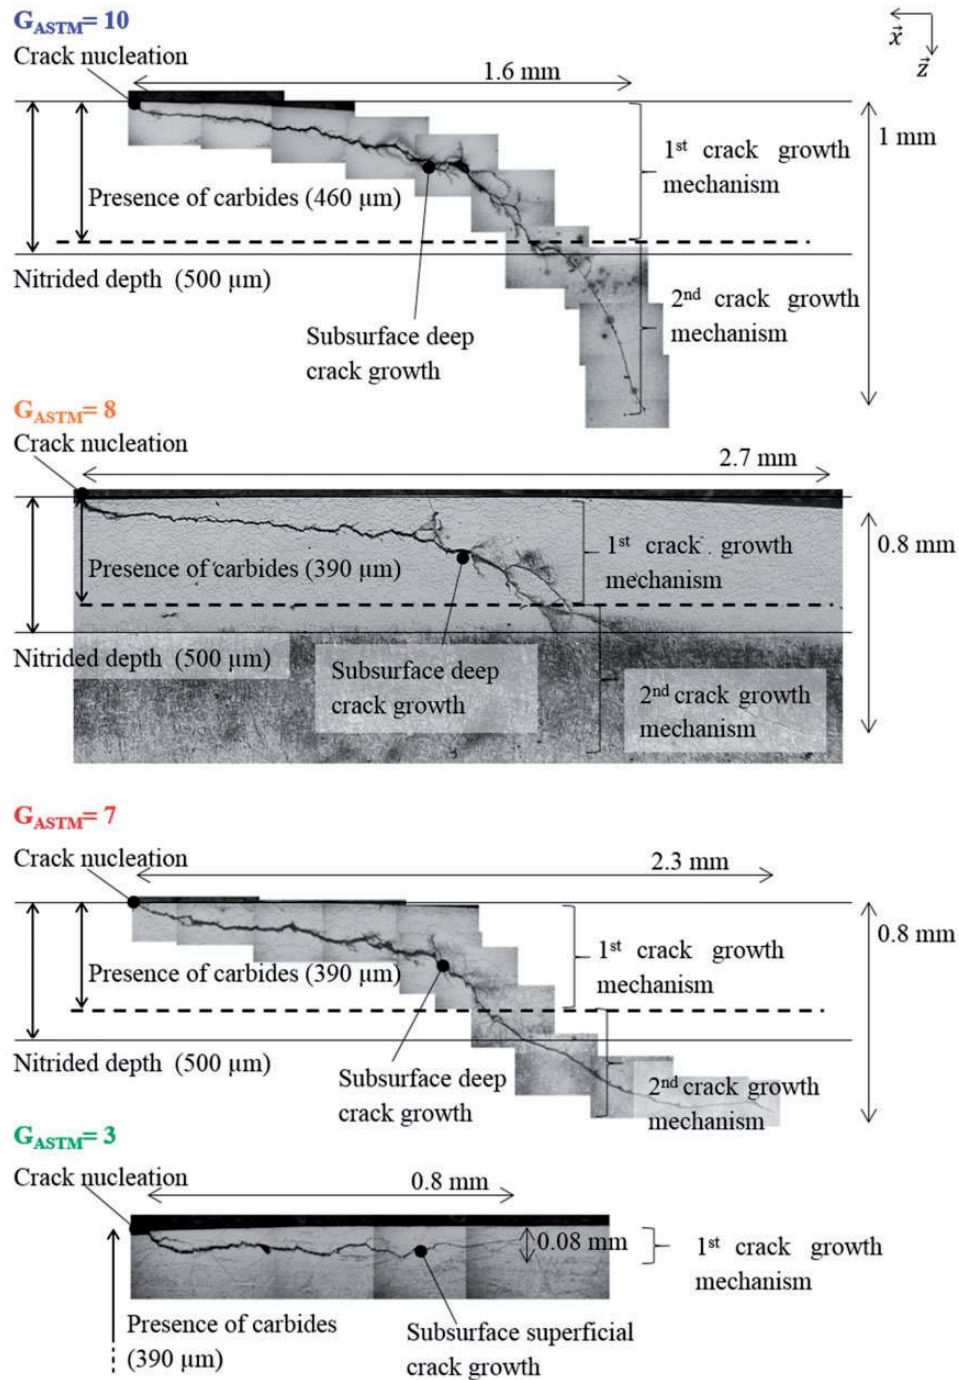 G_ASTM= 10
Crack nucleation
1.6 mm
x⃗
z⃗
1 mm
1st crack growth
mechanism
Presence of carbides (460 µm)
Nitrided depth (500 µm)
2nd crack growth
mechanism
Subsurface deep
crack growth
G_ASTM= 8
Crack nucleation
2.7 mm
0.8 mm
1st crack . growth
mechanism
Presence of carbides (390 µm)
Nitrided depth (500 µm)
Subsurface deep
crack growth
2nd crack growth
mechanism
G_ASTM= 7
Crack nucleation
2.3 mm
0.8 mm
1st crack growth
mechanism
Presence of carbides (390 µm)
Nitrided depth (500 µm)
Subsurface deep
crack growth
2nd crack growth
mechanism
G_ASTM= 3
Crack nucleation
0.8 mm
0.08 mm
1st crack growth
mechanism
Presence of carbides
(390 µm)
Subsurface superficial
crack growth